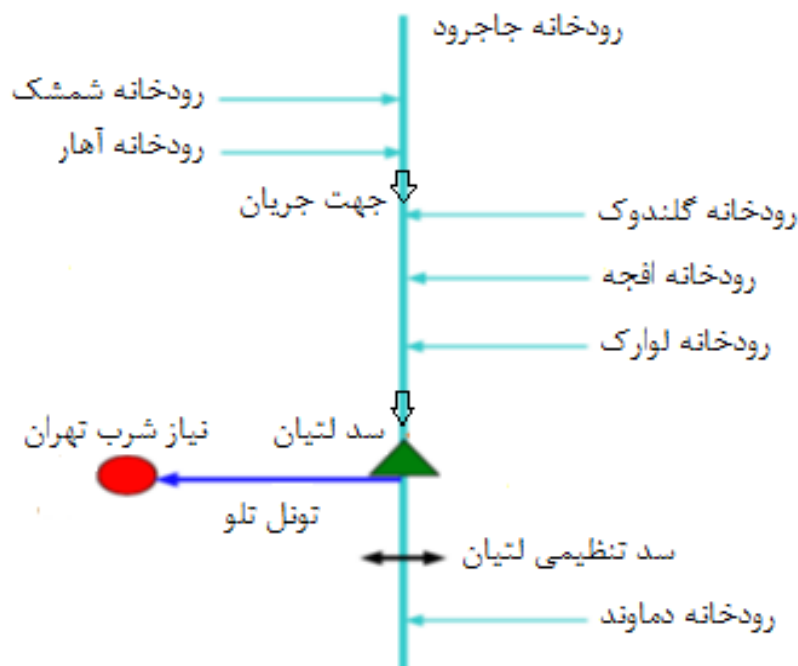 رودخانه جاجرود
رودخانه شمشک
رودخانه آهار
جهت جریان
رودخانه گلندوک
رودخانه افجه
رودخانه لوارک
سد لتیان
نیاز شرب تهران
تونل تلو
سد تنظیمی لتیان
رودخانه دماوند